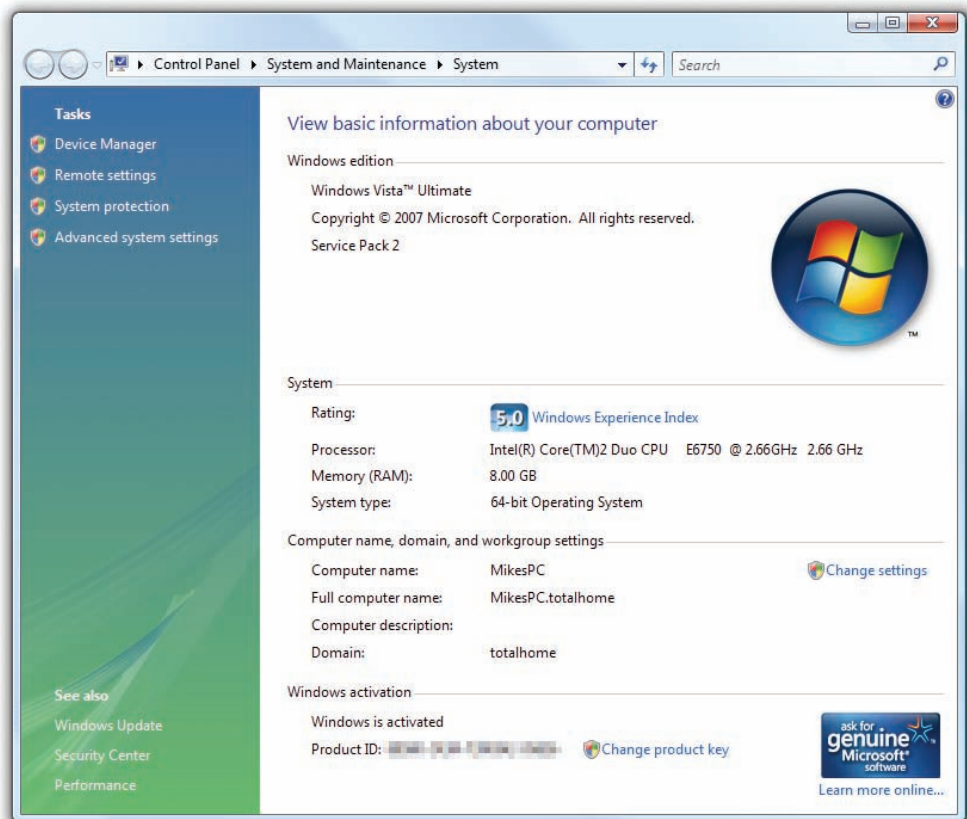 Control Panel ▸ System and Maintenance ▸ System
Search
Tasks
Device Manager
Remote settings
System protection
Advanced system settings
See also
Windows Update
Security Center
Performance
View basic information about your computer
Windows edition
Windows Vista™ Ultimate
Copyright © 2007 Microsoft Corporation. All rights reserved.
Service Pack 2
TM
System
Rating: 5.0 Windows Experience Index
Processor: Intel(R) Core(TM)2 Duo CPU E6750 @ 2.66GHz 2.66 GHz
Memory (RAM): 8.00 GB
System type: 64-bit Operating System
Computer name, domain, and workgroup settings
Computer name: MikesPC Change settings
Full computer name: MikesPC.totalhome
Computer description:
Domain: totalhome
Windows activation
Windows is activated
Product ID: Change product key
ask for
genuine
Microsoft®
software
Learn more online...